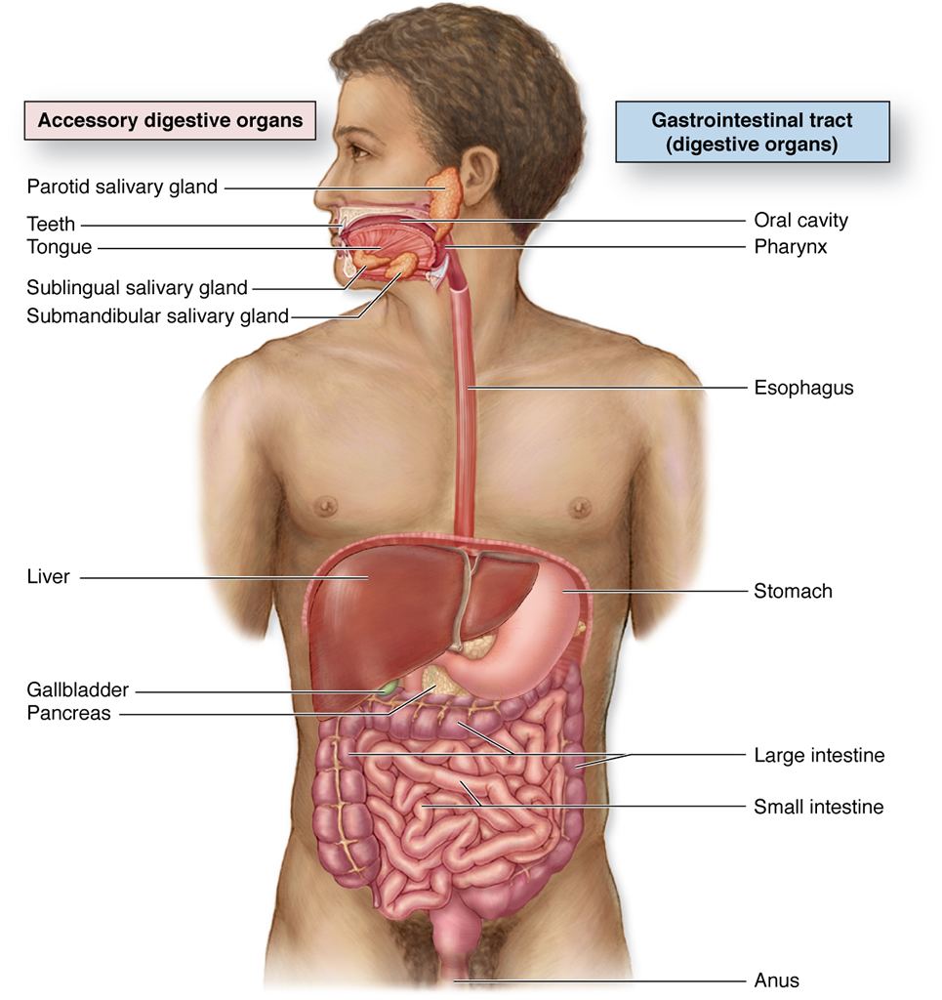 Accessory digestive organs
Parotid salivary gland
Teeth
Tongue
Sublingual salivary gland
Submandibular salivary gland
Liver
Gallbladder
Pancreas
Gastrointestinal tract
(digestive organs)
Oral cavity
Pharynx
Esophagus
Stomach
Large intestine
Small intestine
Anus